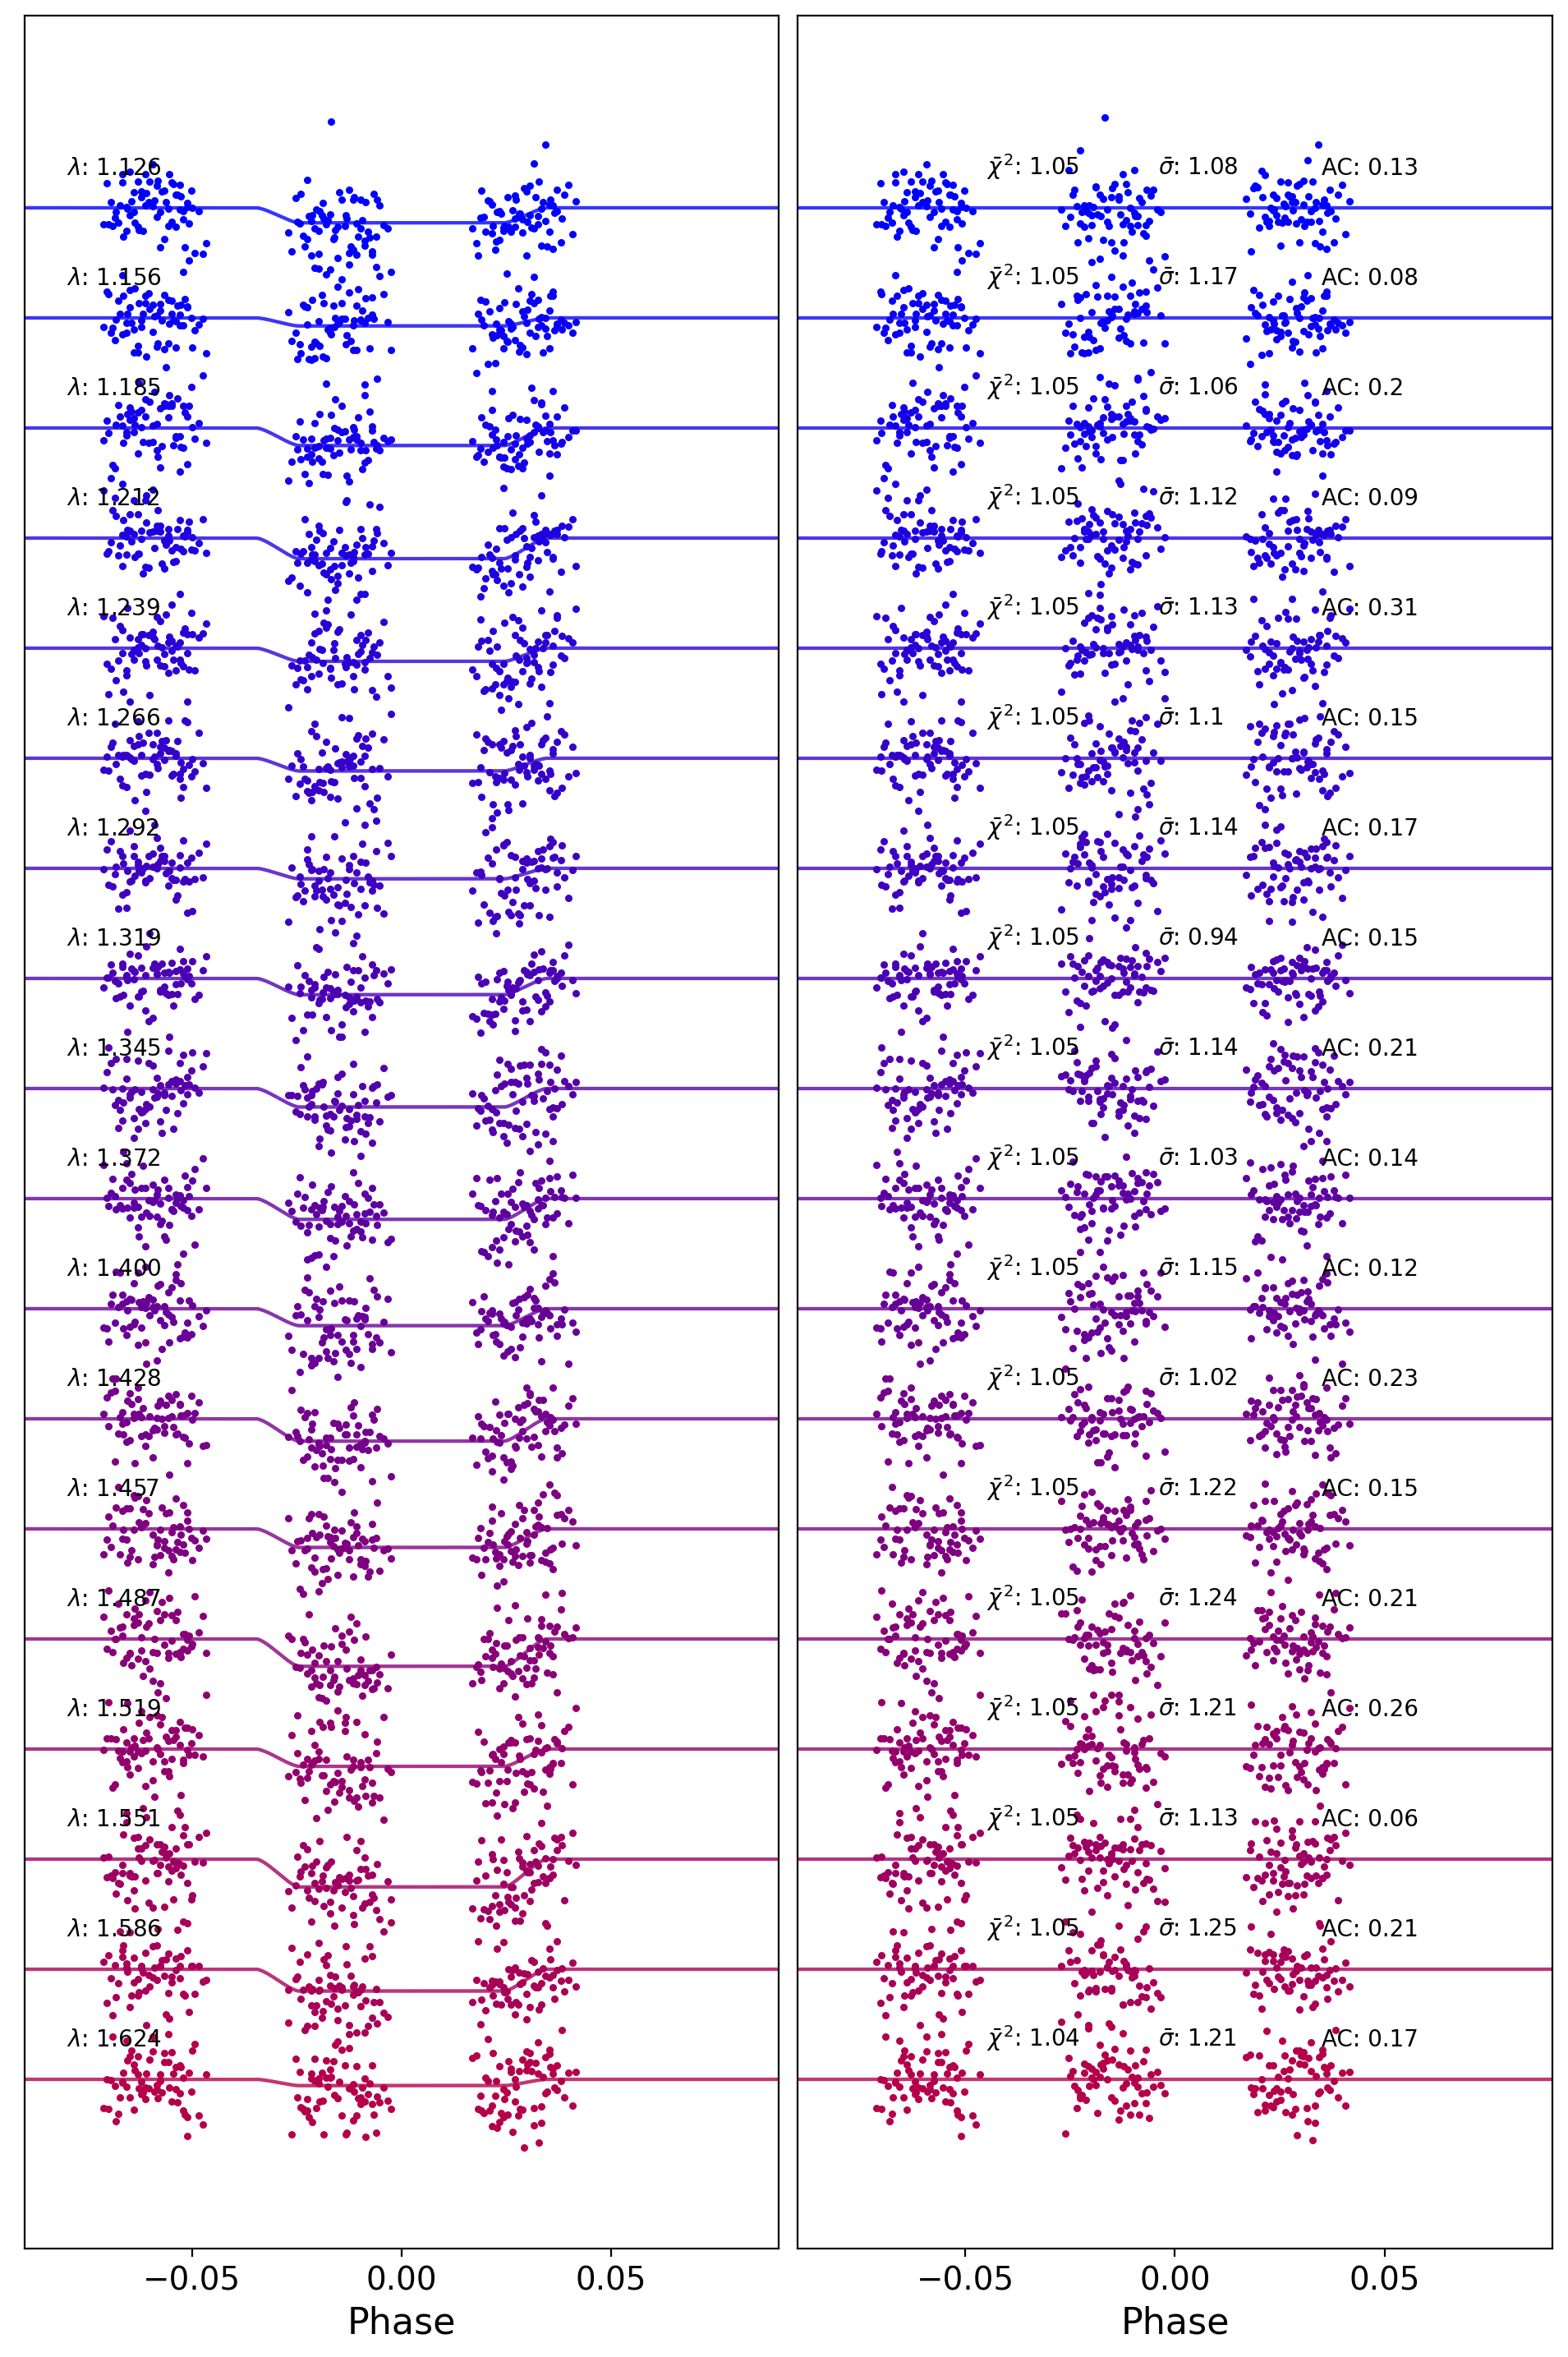 λ: 1.126 χ̄²: 1.05 σ̄: 1.08 AC: 0.13
λ: 1.156 χ̄²: 1.05 σ̄: 1.17 AC: 0.08
λ: 1.185 χ̄²: 1.05 σ̄: 1.06 AC: 0.2
λ: 1.212 χ̄²: 1.05 σ̄: 1.12 AC: 0.09
λ: 1.239 χ̄²: 1.05 σ̄: 1.13 AC: 0.31
λ: 1.266 χ̄²: 1.05 σ̄: 1.1 AC: 0.15
λ: 1.292 χ̄²: 1.05 σ̄: 1.14 AC: 0.17
λ: 1.319 χ̄²: 1.05 σ̄: 0.94 AC: 0.15
λ: 1.345 χ̄²: 1.05 σ̄: 1.14 AC: 0.21
λ: 1.372 χ̄²: 1.05 σ̄: 1.03 AC: 0.14
λ: 1.400 χ̄²: 1.05 σ̄: 1.15 AC: 0.12
λ: 1.428 χ̄²: 1.05 σ̄: 1.02 AC: 0.23
λ: 1.457 χ̄²: 1.05 σ̄: 1.22 AC: 0.15
λ: 1.487 χ̄²: 1.05 σ̄: 1.24 AC: 0.21
λ: 1.519 χ̄²: 1.05 σ̄: 1.21 AC: 0.26
λ: 1.551 χ̄²: 1.05 σ̄: 1.13 AC: 0.06
λ: 1.586 χ̄²: 1.05 σ̄: 1.25 AC: 0.21
λ: 1.624 χ̄²: 1.04 σ̄: 1.21 AC: 0.17
−0.05 0.00 0.05 −0.05 0.00 0.05
Phase Phase